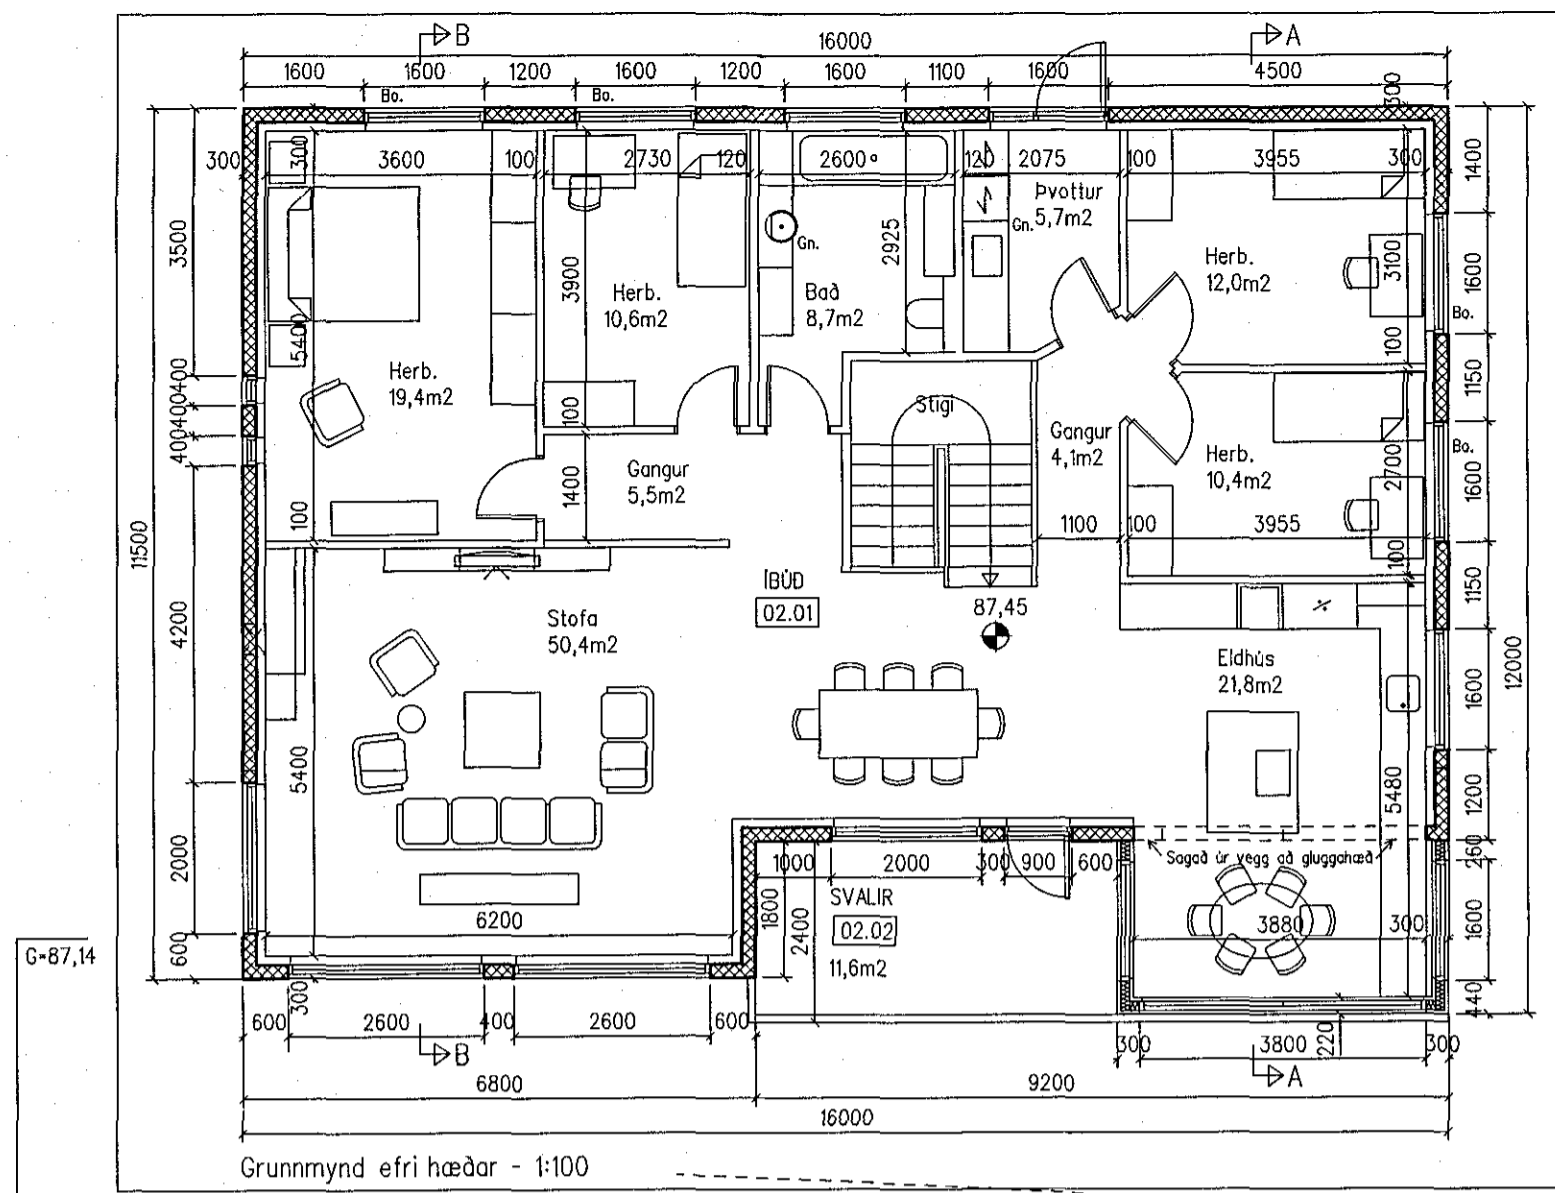 B
A
16000
1600 1600 1200 1600 1200 1600 1100 1600 4500
Bo. Bo.
300
300 300 3600 100 2730 120 2600 120 2075 100 3955 300
1400
3500
Þvottur
5,7m2
Gn.
Gn.
2925
3900
Herb.
10,6m2
Bað
8,7m2
Herb.
12,0m2
3100
1600
Bo.
5400
Herb.
19,4m2
100
100
1150
400
400
400
Stigi
Gangur
5,5m2
1400
100
Gangur
4,1m2
Herb.
10,4m2
2700
Bo.
1600
1100 100 3955
100
1150
11500
4200
Stofa
50,4m2
ÍBÚÐ
02.01
87,45
Eldhús
21,8m2
1600
12000
5400
5480
1200
Sagað úr vegg að gluggahæð
250
1000 2000 300 900 600
2000
1800
2400
SVALIR
02.02
11,6m2
6200
3880 300
1600
600
G=87,14
440
300
600 2600 400 2600 600
220
300 3800 300
B
A
6800 9200
16000
Grunnmynd efri hæðar - 1:100